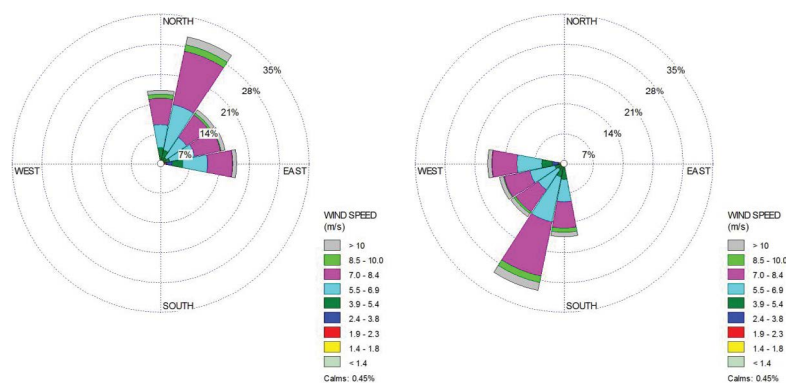 NORTH
35%
28%
21%
14%
7%
WEST
EAST
SOUTH
WIND SPEED
(m/s)
> 10
8.5 - 10.0
7.0 - 8.4
5.5 - 6.9
3.9 - 5.4
2.4 - 3.8
1.9 - 2.3
1.4 - 1.8
< 1.4
Calms: 0.45%
NORTH
35%
28%
21%
14%
7%
WEST
EAST
SOUTH
WIND SPEED
(m/s)
> 10
8.5 - 10.0
7.0 - 8.4
5.5 - 6.9
3.9 - 5.4
2.4 - 3.8
1.9 - 2.3
1.4 - 1.8
< 1.4
Calms: 0.45%